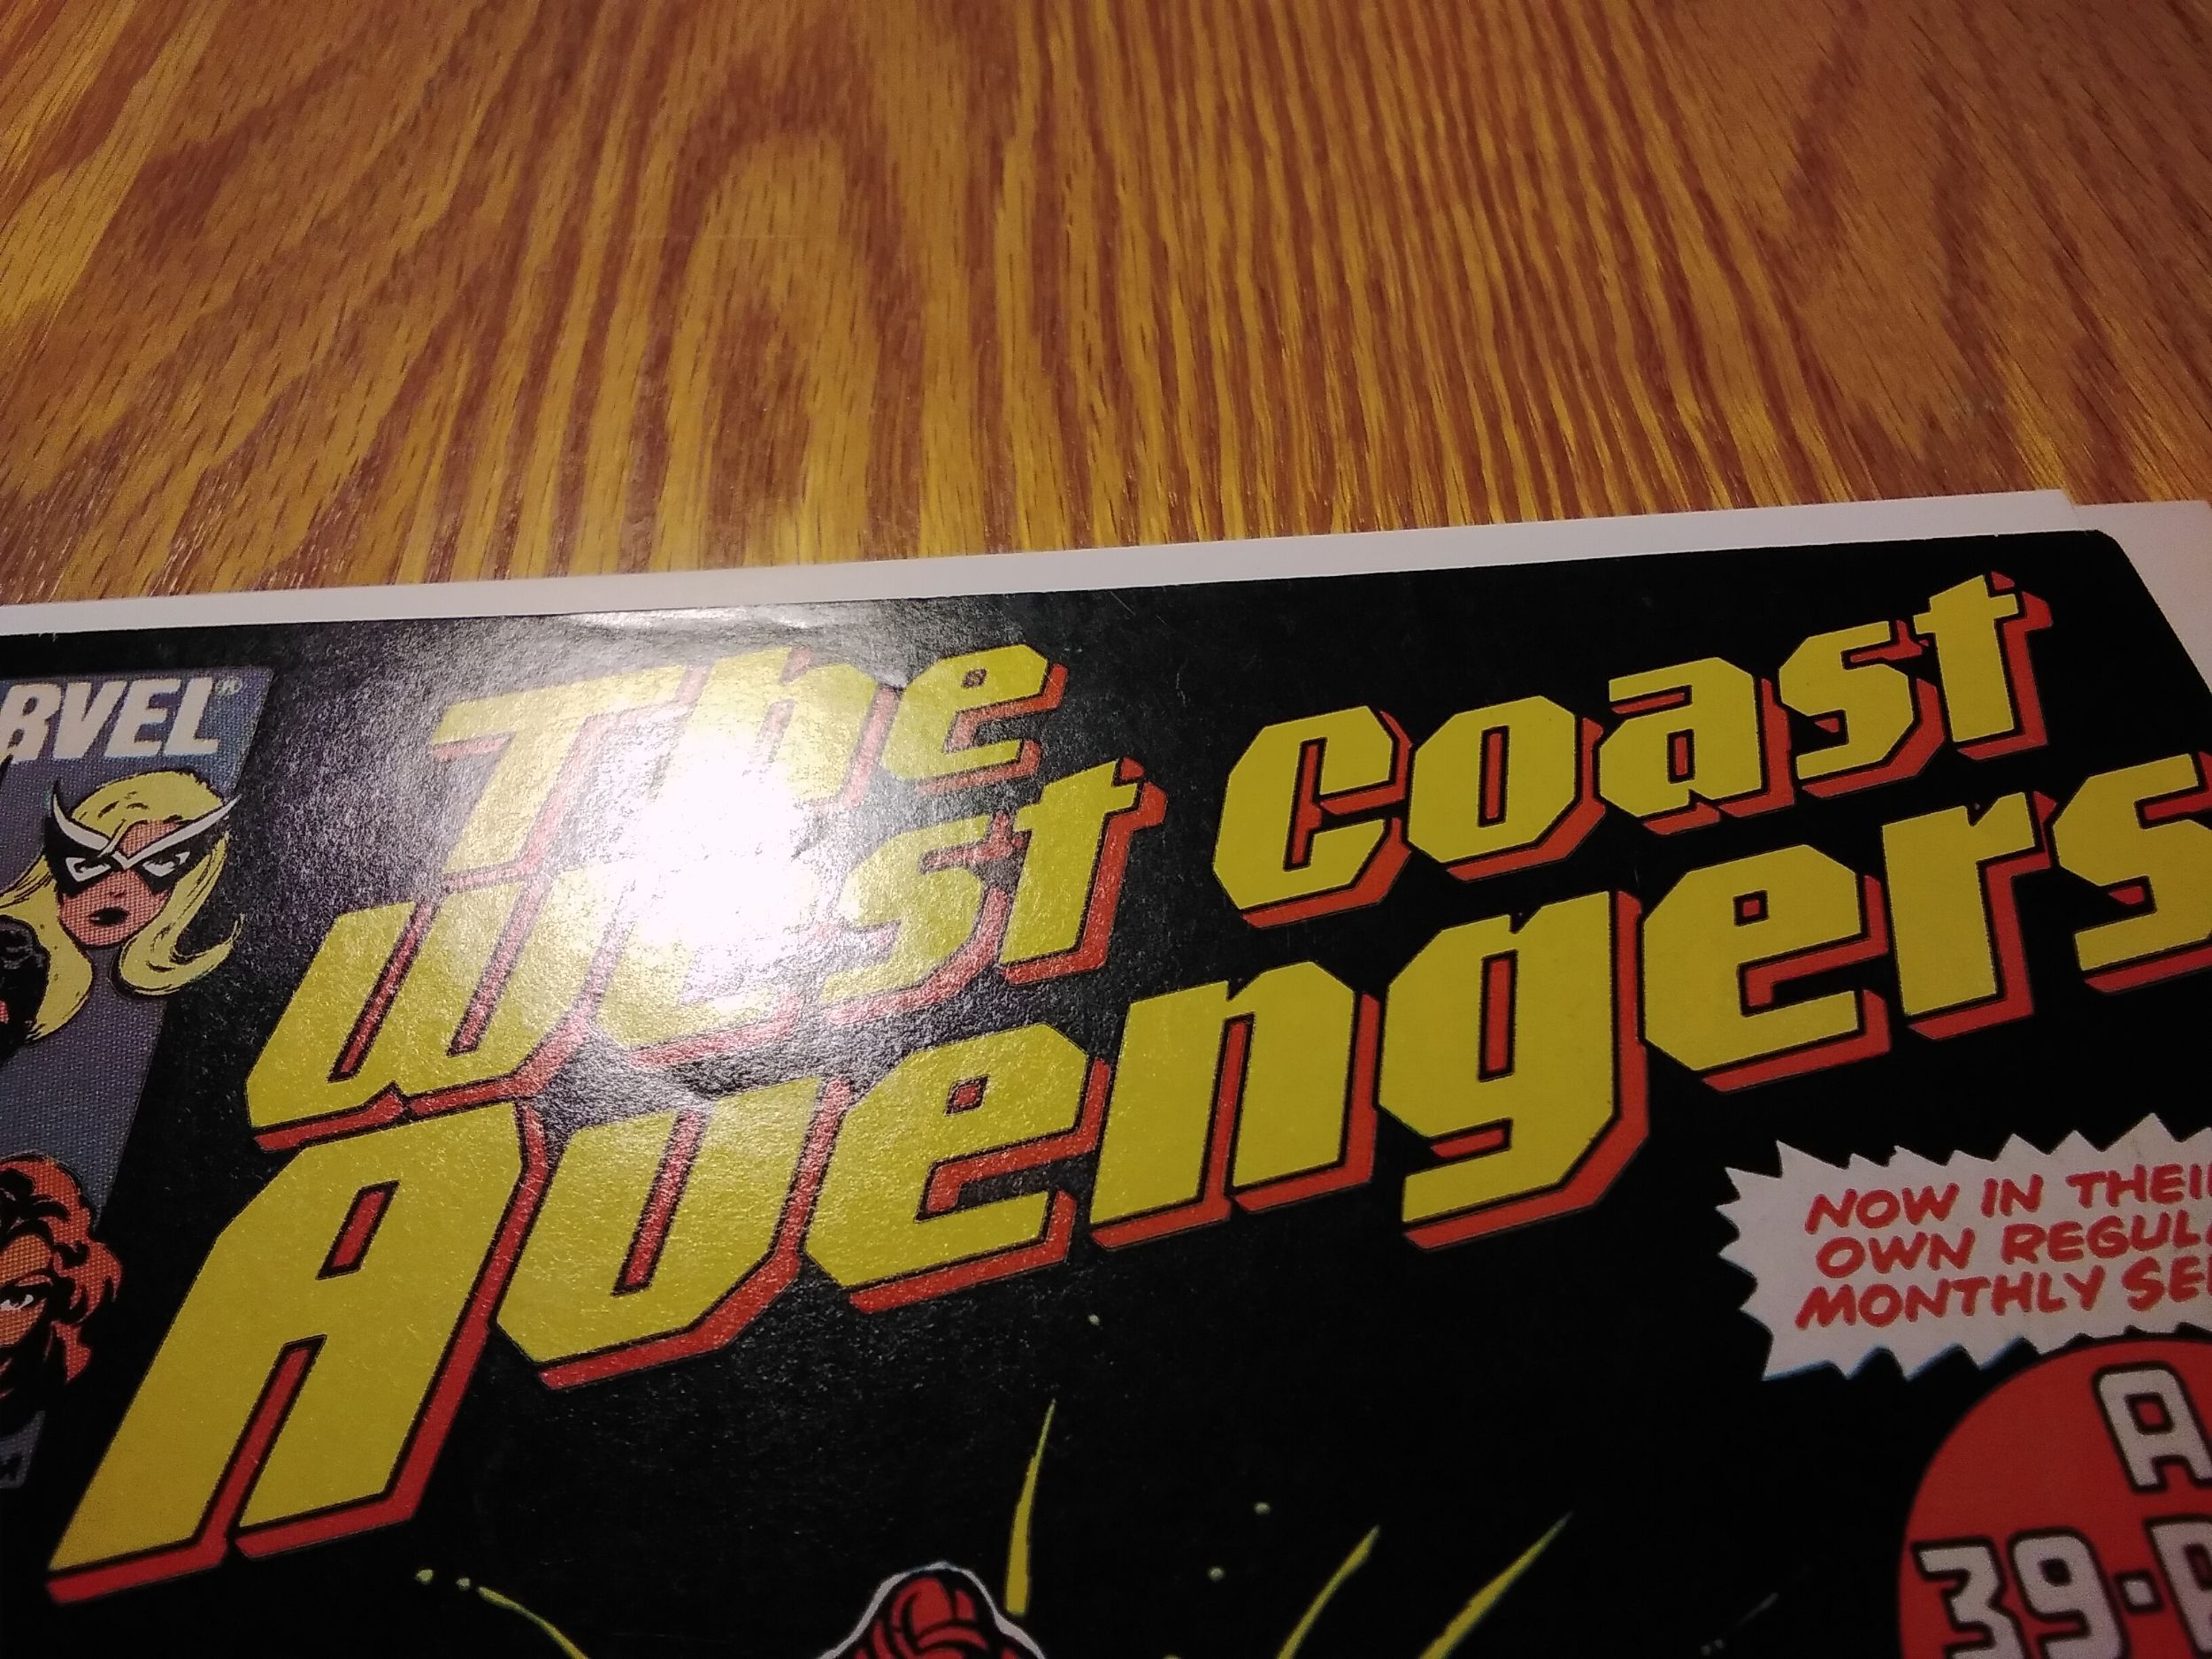 RVEL®
The
West Coast
Avengers
NOW IN THEI
OWN REGUL
MONTHLY SE
A
39-P